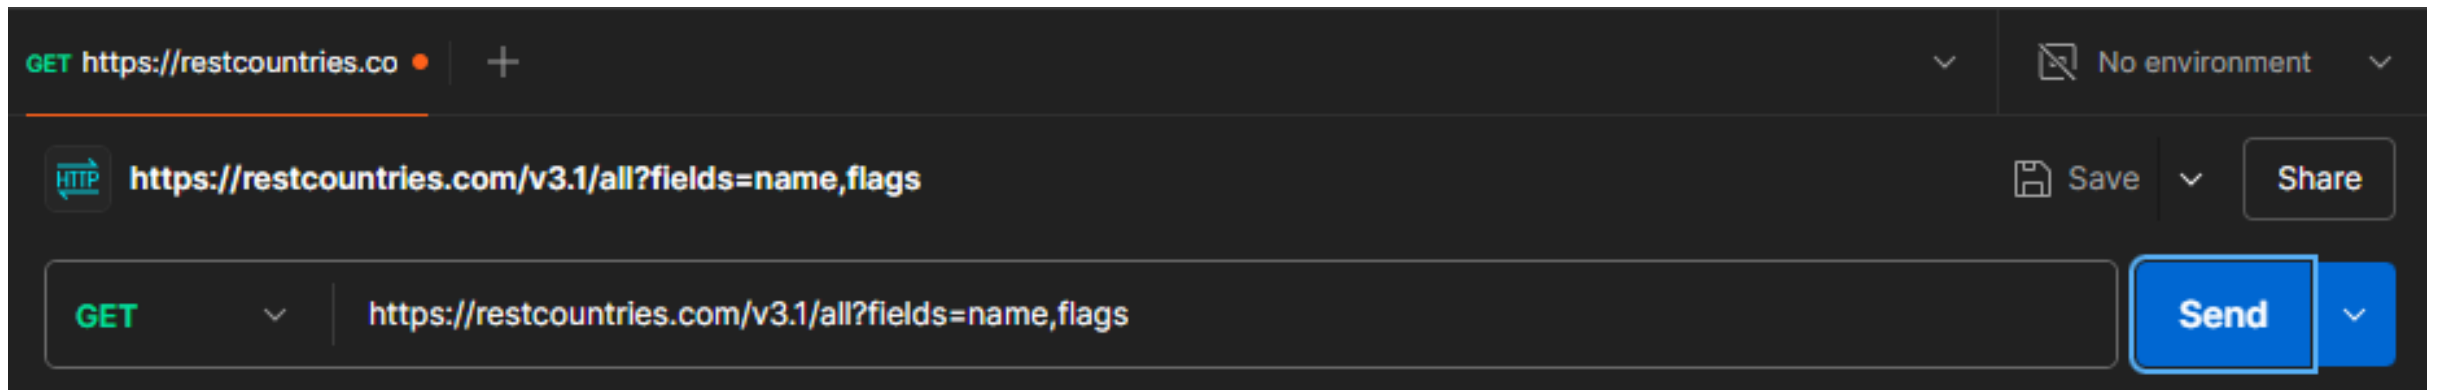 GET https://restcountries.co No environment
HTTP https://restcountries.com/v3.1/all?fields=name,flags Save Share
GET https://restcountries.com/v3.1/all?fields=name,flags Send